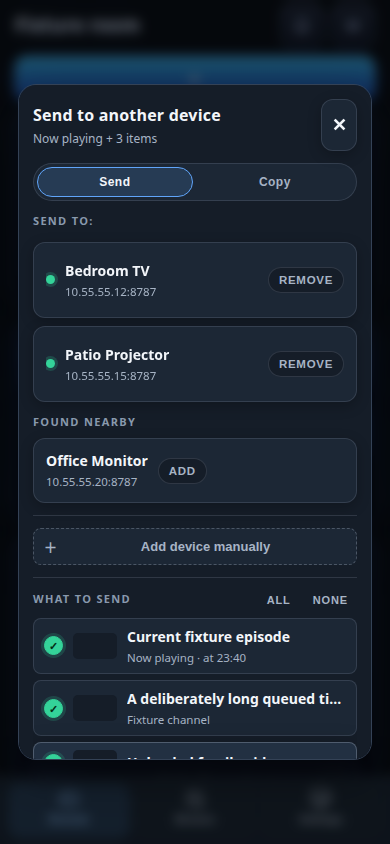 Send to another device
Now playing + 3 items
✕
Send
Copy
SEND TO:
Bedroom TV
10.55.55.12:8787
REMOVE
Patio Projector
10.55.55.15:8787
REMOVE
FOUND NEARBY
Office Monitor
10.55.55.20:8787
ADD
+ Add device manually
WHAT TO SEND
ALL
NONE
Current fixture episode
Now playing · at 23:40
A deliberately long queued ti...
Fixture channel